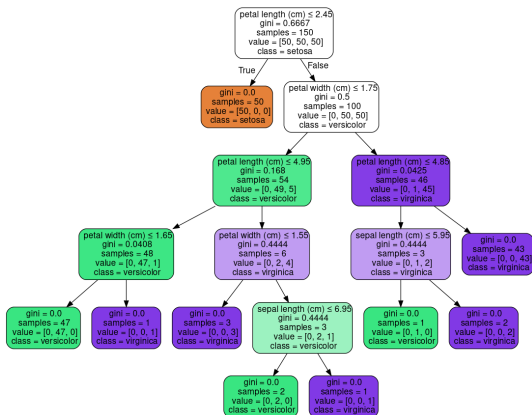 petal length (cm) ≤ 2.45
gini = 0.6667
samples = 150
value = [50, 50, 50]
class = setosa
True
False
gini = 0.0
samples = 50
value = [50, 0, 0]
class = setosa
petal width (cm) ≤ 1.75
gini = 0.5
samples = 100
value = [0, 50, 50]
class = versicolor
petal length (cm) ≤ 4.95
gini = 0.168
samples = 54
value = [0, 49, 5]
class = versicolor
petal length (cm) ≤ 4.85
gini = 0.0425
samples = 46
value = [0, 1, 45]
class = virginica
petal width (cm) ≤ 1.65
gini = 0.0408
samples = 48
value = [0, 47, 1]
class = versicolor
petal width (cm) ≤ 1.55
gini = 0.4444
samples = 6
value = [0, 2, 4]
class = virginica
sepal length (cm) ≤ 5.95
gini = 0.4444
samples = 3
value = [0, 1, 2]
class = virginica
gini = 0.0
samples = 43
value = [0, 0, 43]
class = virginica
gini = 0.0
samples = 47
value = [0, 47, 0]
class = versicolor
gini = 0.0
samples = 1
value = [0, 0, 1]
class = virginica
gini = 0.0
samples = 3
value = [0, 0, 3]
class = virginica
sepal length (cm) ≤ 6.95
gini = 0.4444
samples = 3
value = [0, 2, 1]
class = versicolor
gini = 0.0
samples = 1
value = [0, 1, 0]
class = versicolor
gini = 0.0
samples = 2
value = [0, 0, 2]
class = virginica
gini = 0.0
samples = 2
value = [0, 2, 0]
class = versicolor
gini = 0.0
samples = 1
value = [0, 0, 1]
class = virginica